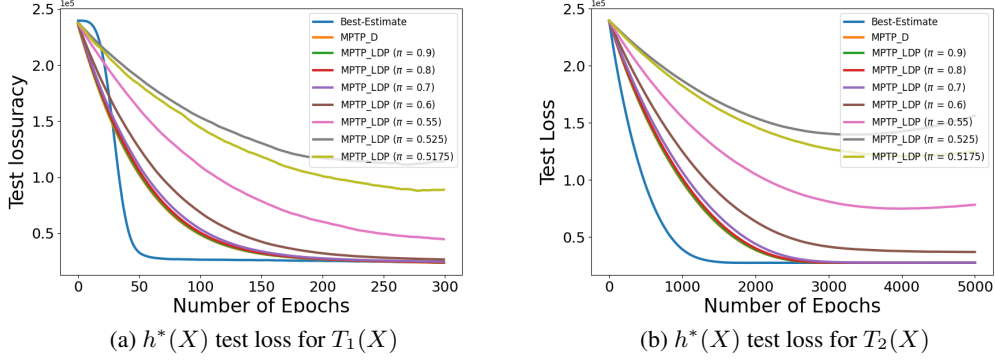 1e5
2.5
2.0
1.5
1.0
0.5
Test lossuracy
0 50 100 150 200 250 300
Number of Epochs
Best-Estimate
MPTP_D
MPTP_LDP (π = 0.9)
MPTP_LDP (π = 0.8)
MPTP_LDP (π = 0.7)
MPTP_LDP (π = 0.6)
MPTP_LDP (π = 0.55)
MPTP_LDP (π = 0.525)
MPTP_LDP (π = 0.5175)
(a) h*(X) test loss for T₁(X)
1e5
2.5
2.0
1.5
1.0
0.5
Test Loss
0 1000 2000 3000 4000 5000
Number of Epochs
Best-Estimate
MPTP_D
MPTP_LDP (π = 0.9)
MPTP_LDP (π = 0.8)
MPTP_LDP (π = 0.7)
MPTP_LDP (π = 0.6)
MPTP_LDP (π = 0.55)
MPTP_LDP (π = 0.525)
MPTP_LDP (π = 0.5175)
(b) h*(X) test loss for T₂(X)